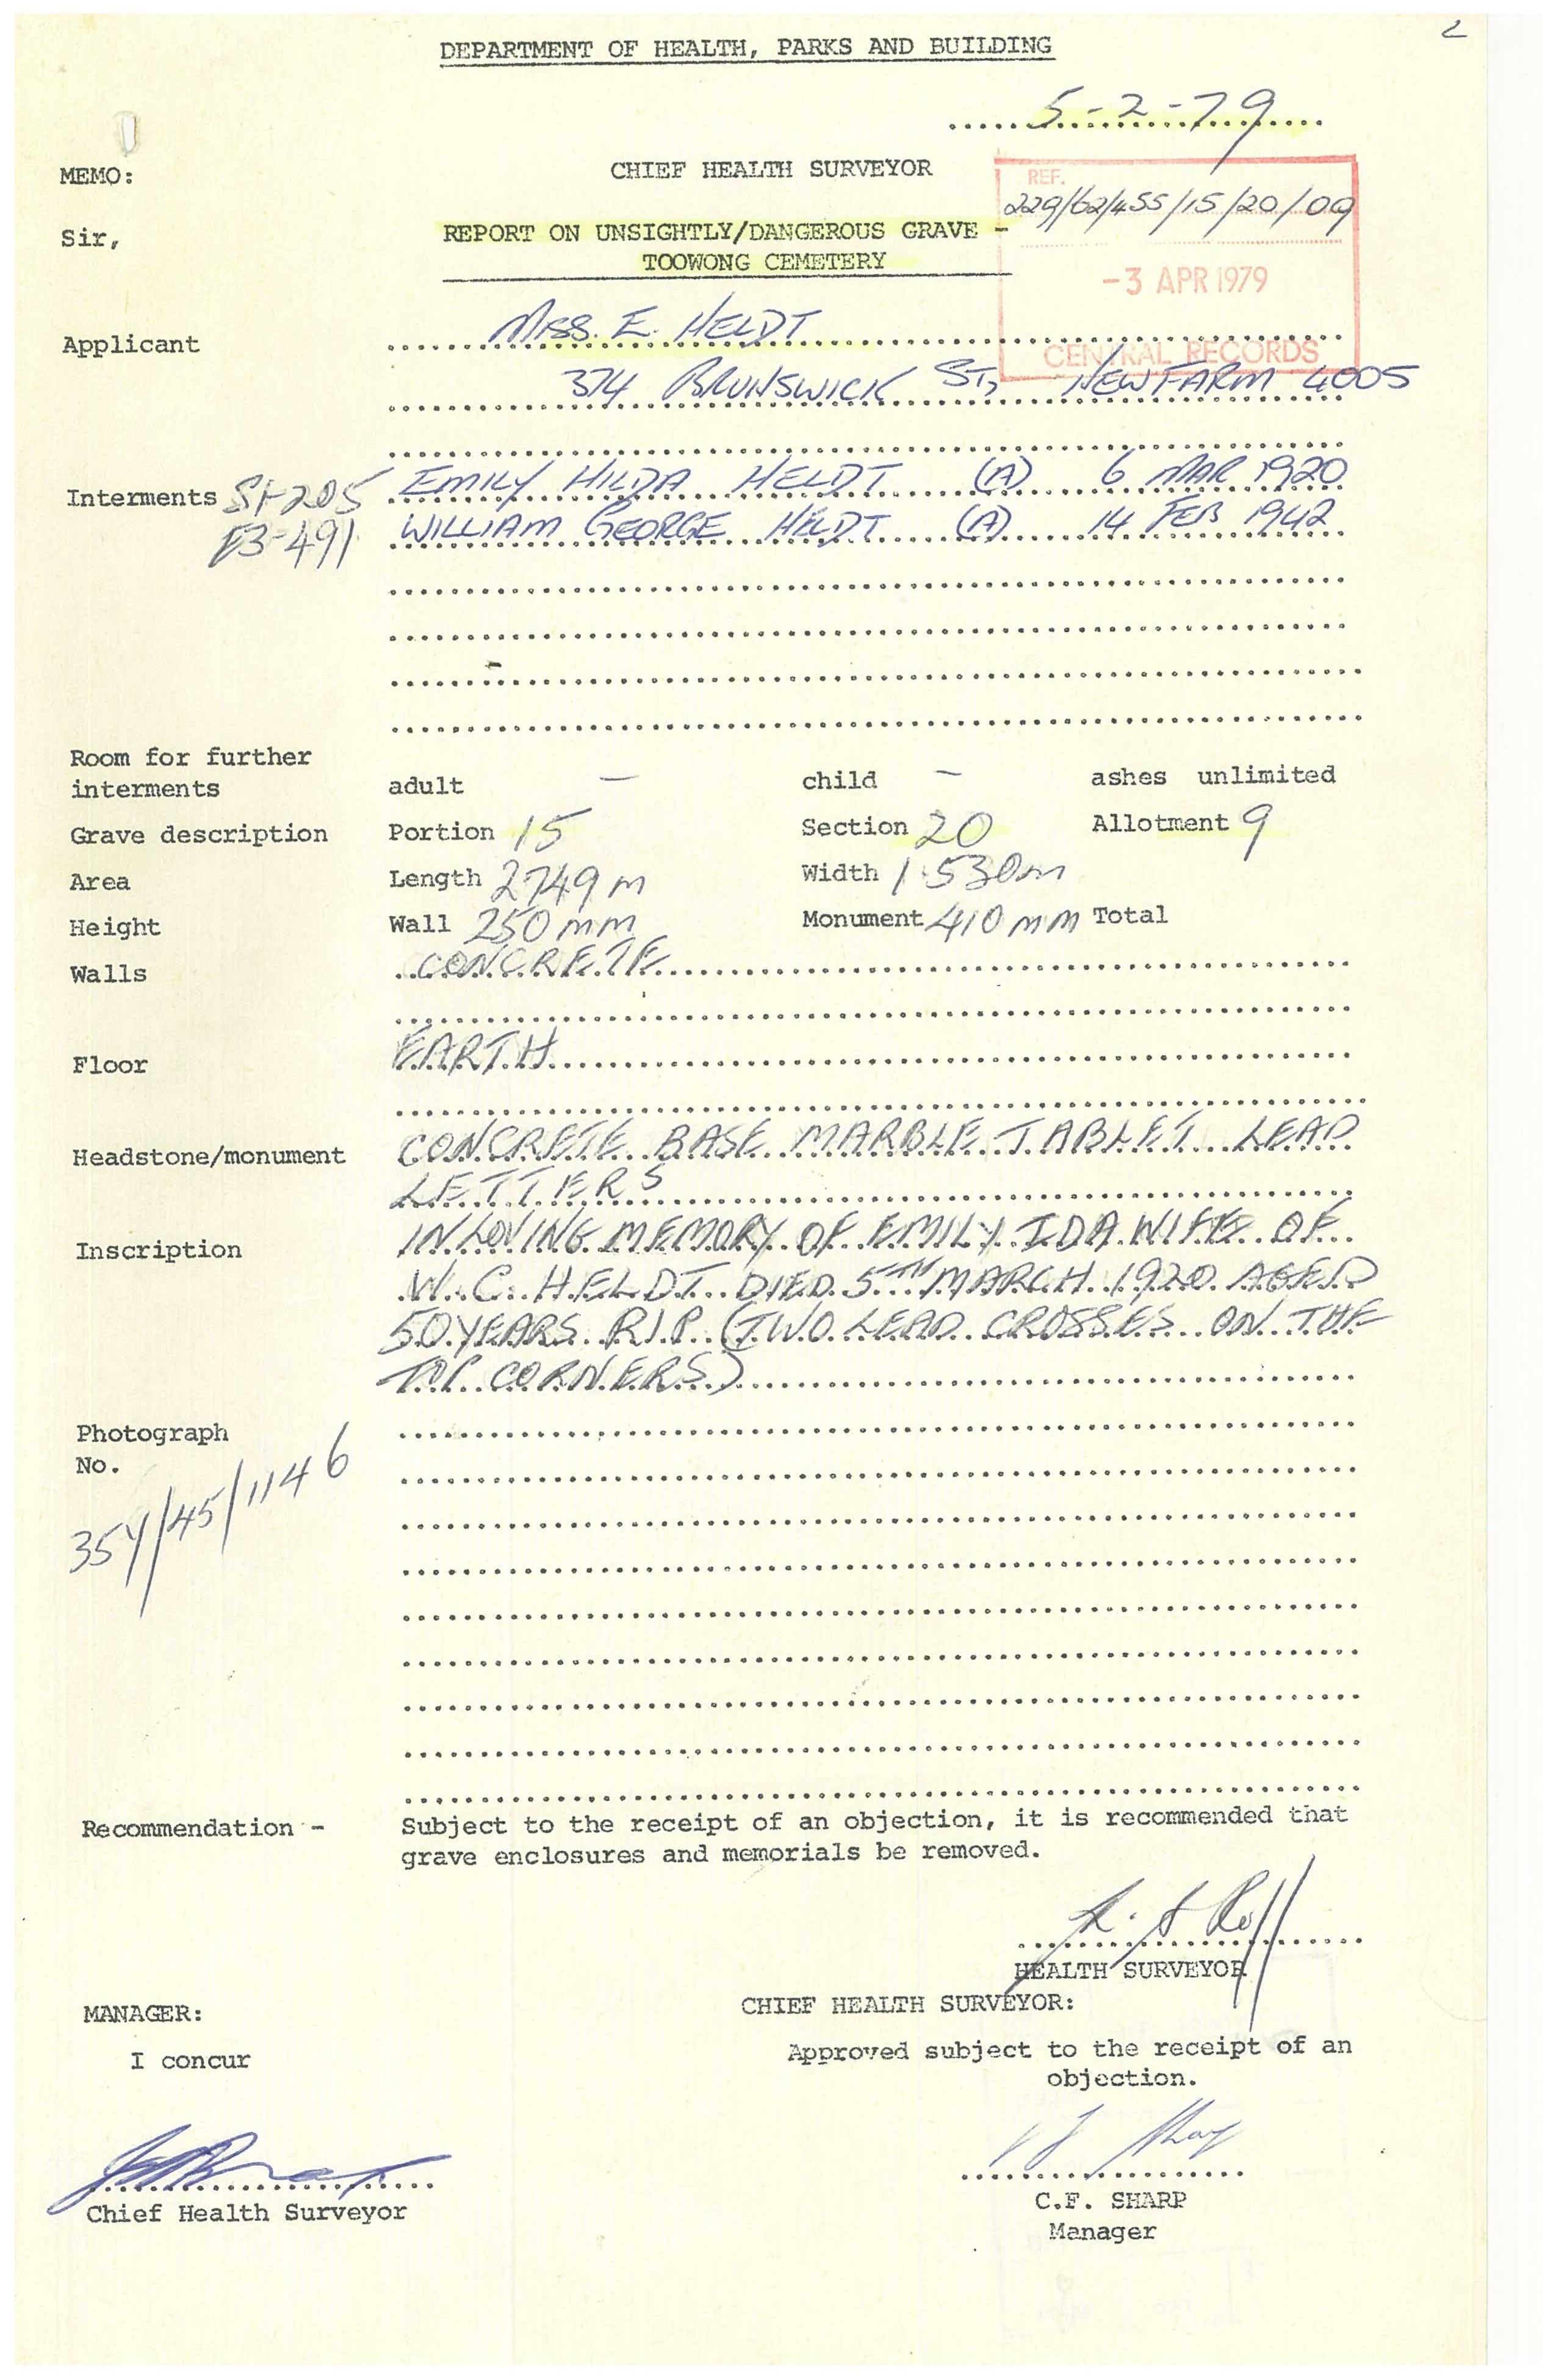 2
DEPARTMENT OF HEALTH, PARKS AND BUILDING
5-2-79
MEMO:
CHIEF HEALTH SURVEYOR
REF.
229/62/455/15/20/09
Sir,
REPORT ON UNSIGHTLY/DANGEROUS GRAVE -
TOOWONG CEMETERY
-3 APR 1979
CENTRAL RECORDS
Applicant MRSS. E. HELDT
374 BRUNSWICK ST, NEW FARM 4005
Interments EMILY HILDA HELDT (A) 6 MAR 1920
WILLIAM GEORGE HELDT (A) 14 FEB 1942
Room for further
interments adult - child - ashes unlimited
Grave description Portion 15 Section 20 Allotment 9
Area Length 2749 m Width 1.530m
Height Wall 250 mm Monument 410 mm Total
Walls CONCRETE
Floor EARTH
Headstone/monument CONCRETE BASE MARBLE TABLET LEAD
LETTERS
Inscription IN LOVING MEMORY OF EMILY IDA WIFE OF
W. C. HELDT DIED 5TH MARCH 1920 AGED
50 YEARS R.I.P. (TWO LEAD CROSSES ON THE
TOP CORNERS)
Photograph
No.
354/45/1146
Recommendation - Subject to the receipt of an objection, it is recommended that
grave enclosures and memorials be removed.
HEALTH SURVEYOR
MANAGER:
CHIEF HEALTH SURVEYOR:
I concur
Approved subject to the receipt of an
objection.
Chief Health Surveyor
C.F. SHARP
Manager